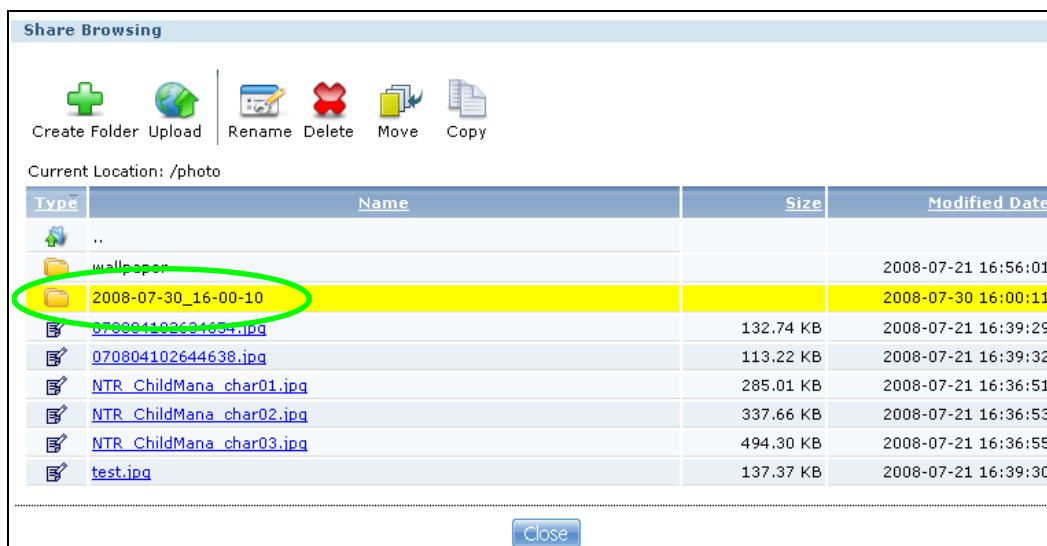 Share Browsing
Create Folder Upload Rename Delete Move Copy
Current Location: /photo
Type Name Size Modified Date
..
wallpaper 2008-07-21 16:56:01
2008-07-30_16-00-10 2008-07-30 16:00:11
070804102634654.jpg 132.74 KB 2008-07-21 16:39:29
070804102644638.jpg 113.22 KB 2008-07-21 16:39:32
NTR_ChildMana_char01.jpg 285.01 KB 2008-07-21 16:36:51
NTR_ChildMana_char02.jpg 337.66 KB 2008-07-21 16:36:53
NTR_ChildMana_char03.jpg 494.30 KB 2008-07-21 16:36:55
test.jpg 137.37 KB 2008-07-21 16:39:30
Close